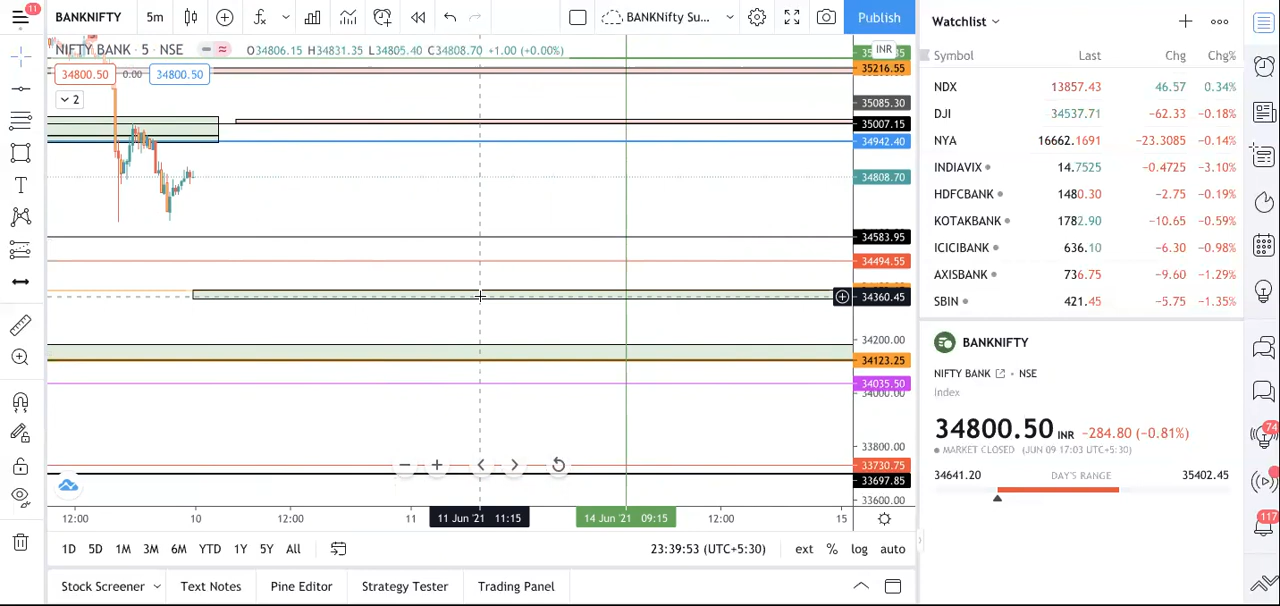 11
BANKNIFTY
5m
BANKNifty Su...
Publish
NIFTY BANK · 5 · NSE
O34806.15 H34831.35 L34805.40 C34808.70 +1.00 (+0.00%)
INR
34800.50
0.00
34800.50
2
35216.55
35085.30
35007.15
34942.40
34808.70
34583.95
34494.55
34360.45
34200.00
34123.25
34035.50
34000.00
33800.00
33730.75
33697.85
33600.00
12:00
10
12:00
11
11 Jun '21 11:15
14 Jun '21 09:15
12:00
15
1D 5D 1M 3M 6M YTD 1Y 5Y All
23:39:53 (UTC+5:30)
ext % log auto
Stock Screener
Text Notes
Pine Editor
Strategy Tester
Trading Panel
Watchlist
Symbol Last Chg Chg%
NDX 13857.43 46.57 0.34%
DJI 34537.71 -62.33 -0.18%
NYA 16662.1691 -23.3085 -0.14%
INDIAVIX 14.7525 -0.4725 -3.10%
HDFCBANK 1480.30 -2.75 -0.19%
KOTAKBANK 1782.90 -10.65 -0.59%
ICICIBANK 636.10 -6.30 -0.98%
AXISBANK 736.75 -9.60 -1.29%
SBIN 421.45 -5.75 -1.35%
BANKNIFTY
NIFTY BANK · NSE
Index
34800.50 INR -284.80 (-0.81%)
MARKET CLOSED (JUN 09 17:03 UTC+5:30)
34641.20 DAY'S RANGE 35402.45
74
117